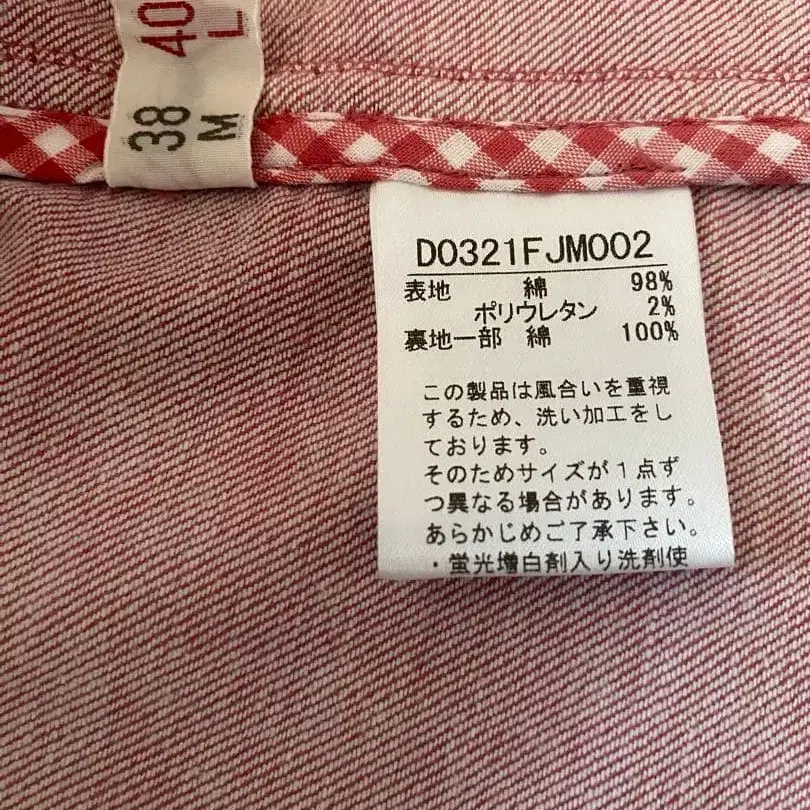 40
L
38
M
D0321FJM002
表地 綿 98%
ポリウレタン 2%
裏地一部 綿 100%
この製品は風合いを重視
するため、洗い加工をし
ております。
そのためサイズが1点ず
つ異なる場合があります。
あらかじめご了承下さい。
・蛍光増白剤入り洗剤使